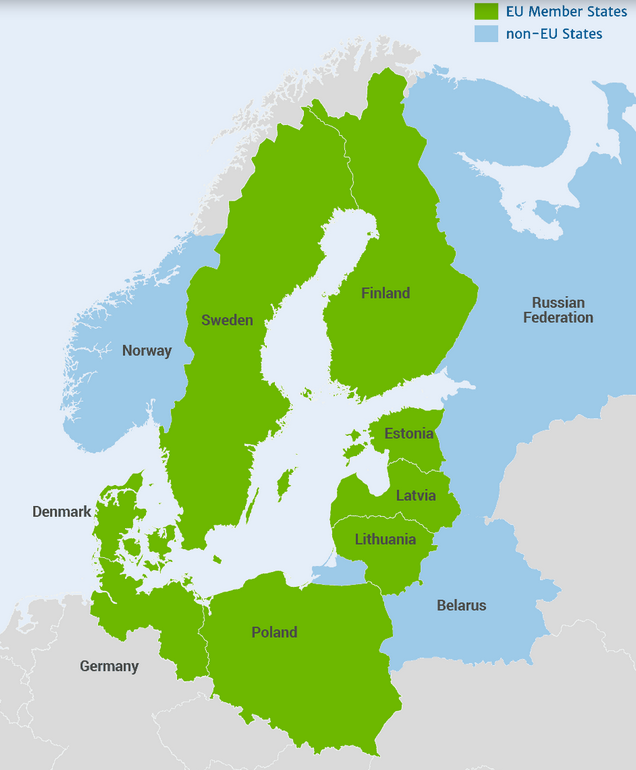 EU Member States
non-EU States
Finland
Russian
Federation
Sweden
Norway
Estonia
Latvia
Denmark
Lithuania
Belarus
Poland
Germany